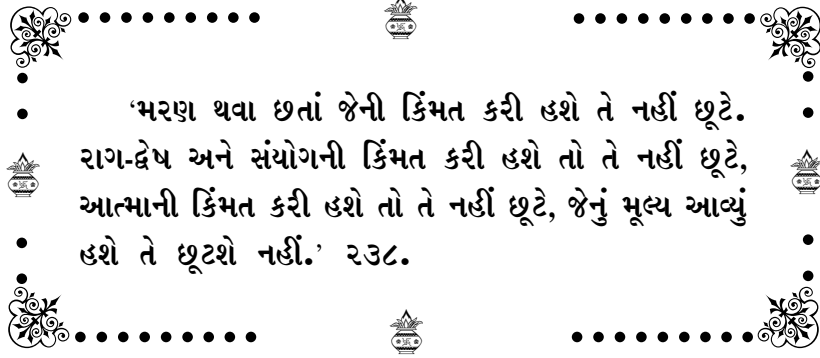 ‘મરણ થવા છતાં જેની કિંમત કરી હશે તે નહીં છૂટે.
રાગ-દ્વેષ અને સંયોગની કિંમત કરી હશે તો તે નહીં છૂટે,
આત્માની કિંમત કરી હશે તો તે નહીં છૂટે, જેનું મૂલ્ય આવ્યું
હશે તે છૂટશે નહીં.’ ૨૩૮.